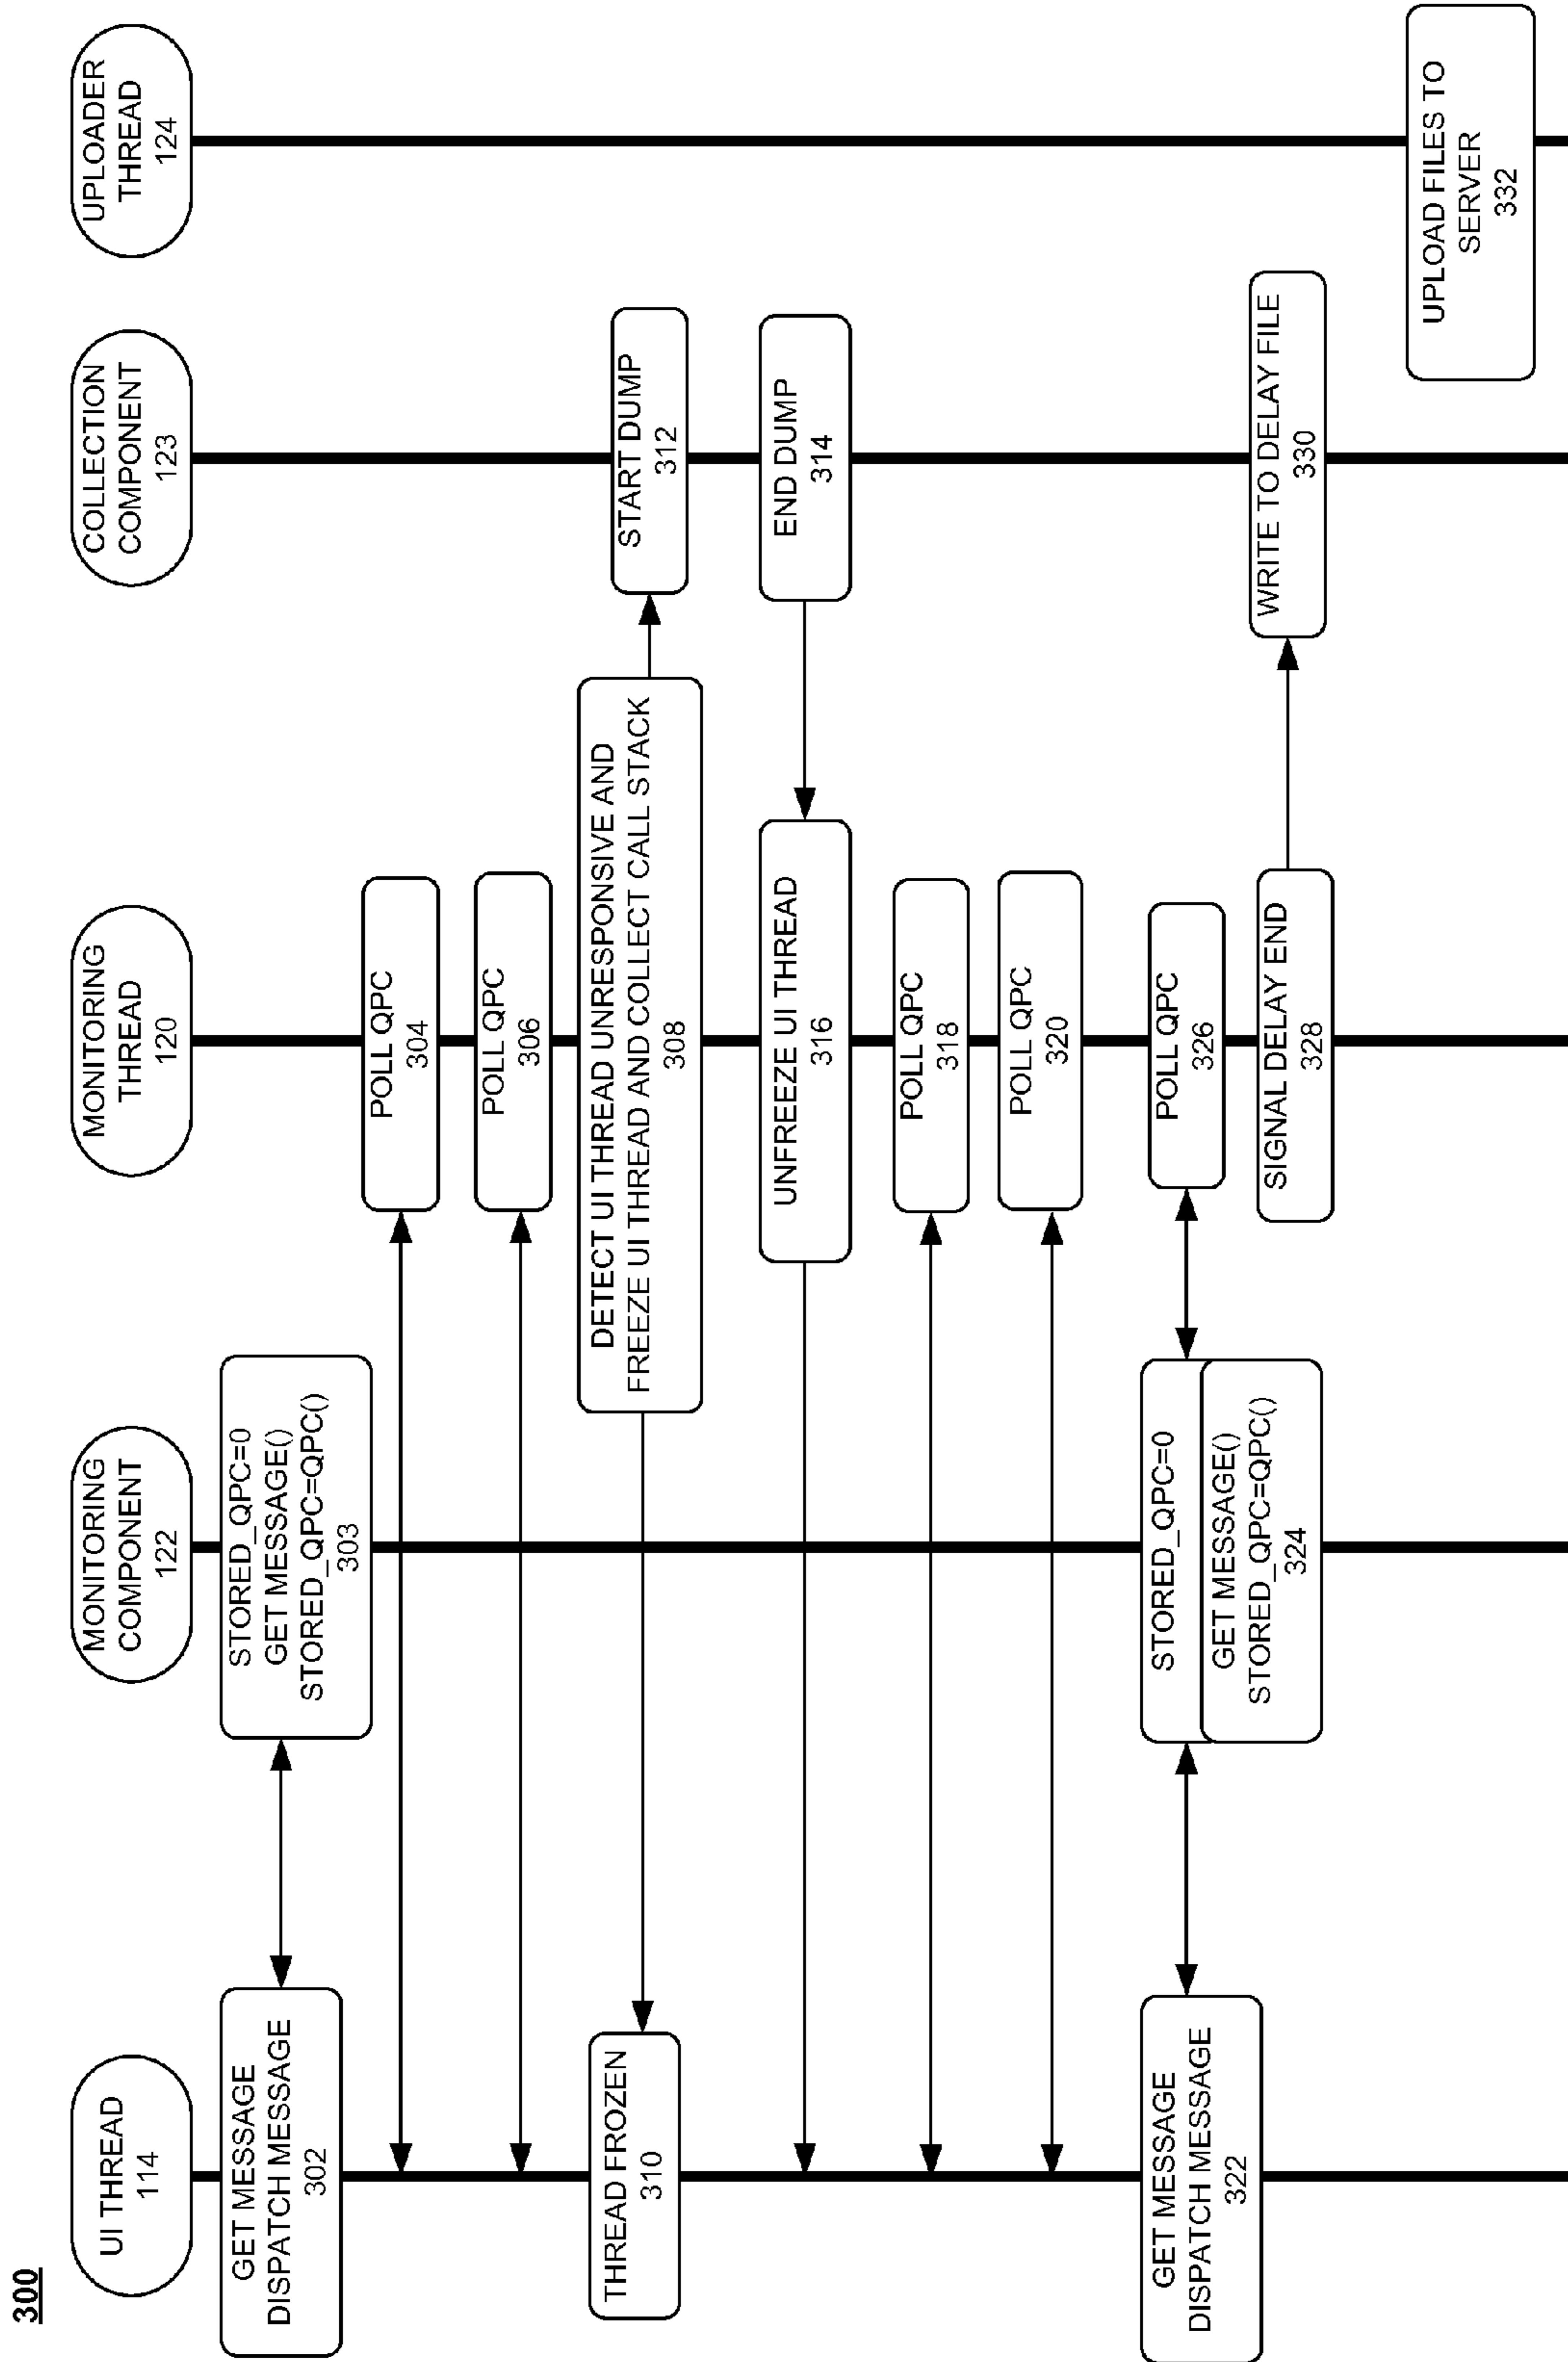 300
UI THREAD
114
MONITORING
COMPONENT
122
MONITORING
THREAD
120
COLLECTION
COMPONENT
123
UPLOADER
THREAD
124
GET MESSAGE
DISPATCH MESSAGE
302
STORED_QPC=0
GET MESSAGE()
STORED_QPC=QPC()
303
POLL QPC
304
POLL QPC
306
DETECT UI THREAD UNRESPONSIVE AND
FREEZE UI THREAD AND COLLECT CALL STACK
308
THREAD FROZEN
310
START DUMP
312
END DUMP
314
UNFREEZE UI THREAD
316
POLL QPC
318
POLL QPC
320
GET MESSAGE
DISPATCH MESSAGE
322
STORED_QPC=0
GET MESSAGE()
STORED_QPC=QPC()
324
POLL QPC
326
SIGNAL DELAY END
328
WRITE TO DELAY FILE
330
UPLOAD FILES TO
SERVER
332